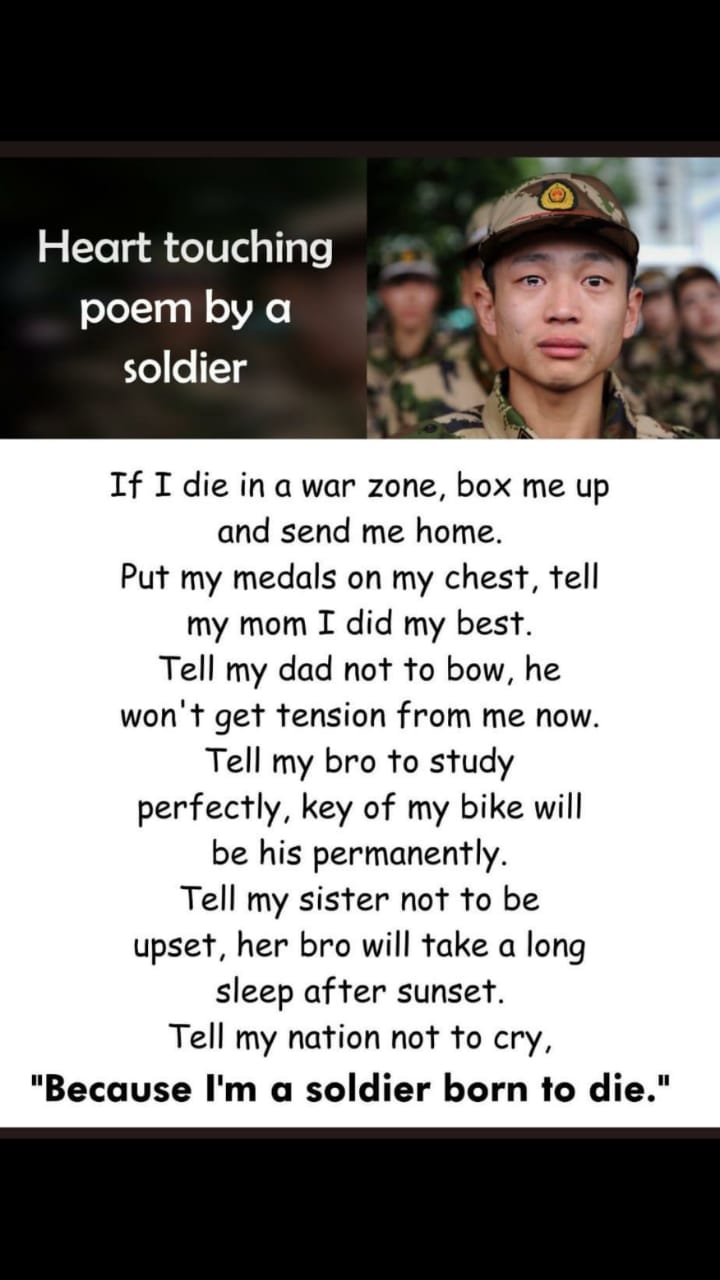 Heart touching
poem by a
soldier
If I die in a war zone, box me up
and send me home.
Put my medals on my chest, tell
my mom I did my best.
Tell my dad not to bow, he
won't get tension from me now.
Tell my bro to study
perfectly, key of my bike will
be his permanently.
Tell my sister not to be
upset, her bro will take a long
sleep after sunset.
Tell my nation not to cry,
"Because I'm a soldier born to die."